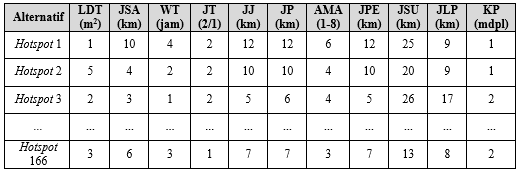 Alternatif LDT (m²) JSA (km) WT (jam) JT (2/1) JJ (km) JP (km) AMA (1-8) JPE (km) JSU (km) JLP (km) KP (mdpl)
Hotspot 1 1 10 4 2 12 12 6 12 25 9 1
Hotspot 2 5 4 2 2 10 10 4 10 20 9 1
Hotspot 3 2 3 1 2 5 6 4 5 26 17 2
... ... ... ... ... ... ... ... ... ... ... ...
Hotspot 166 3 6 3 1 7 7 3 7 13 8 2